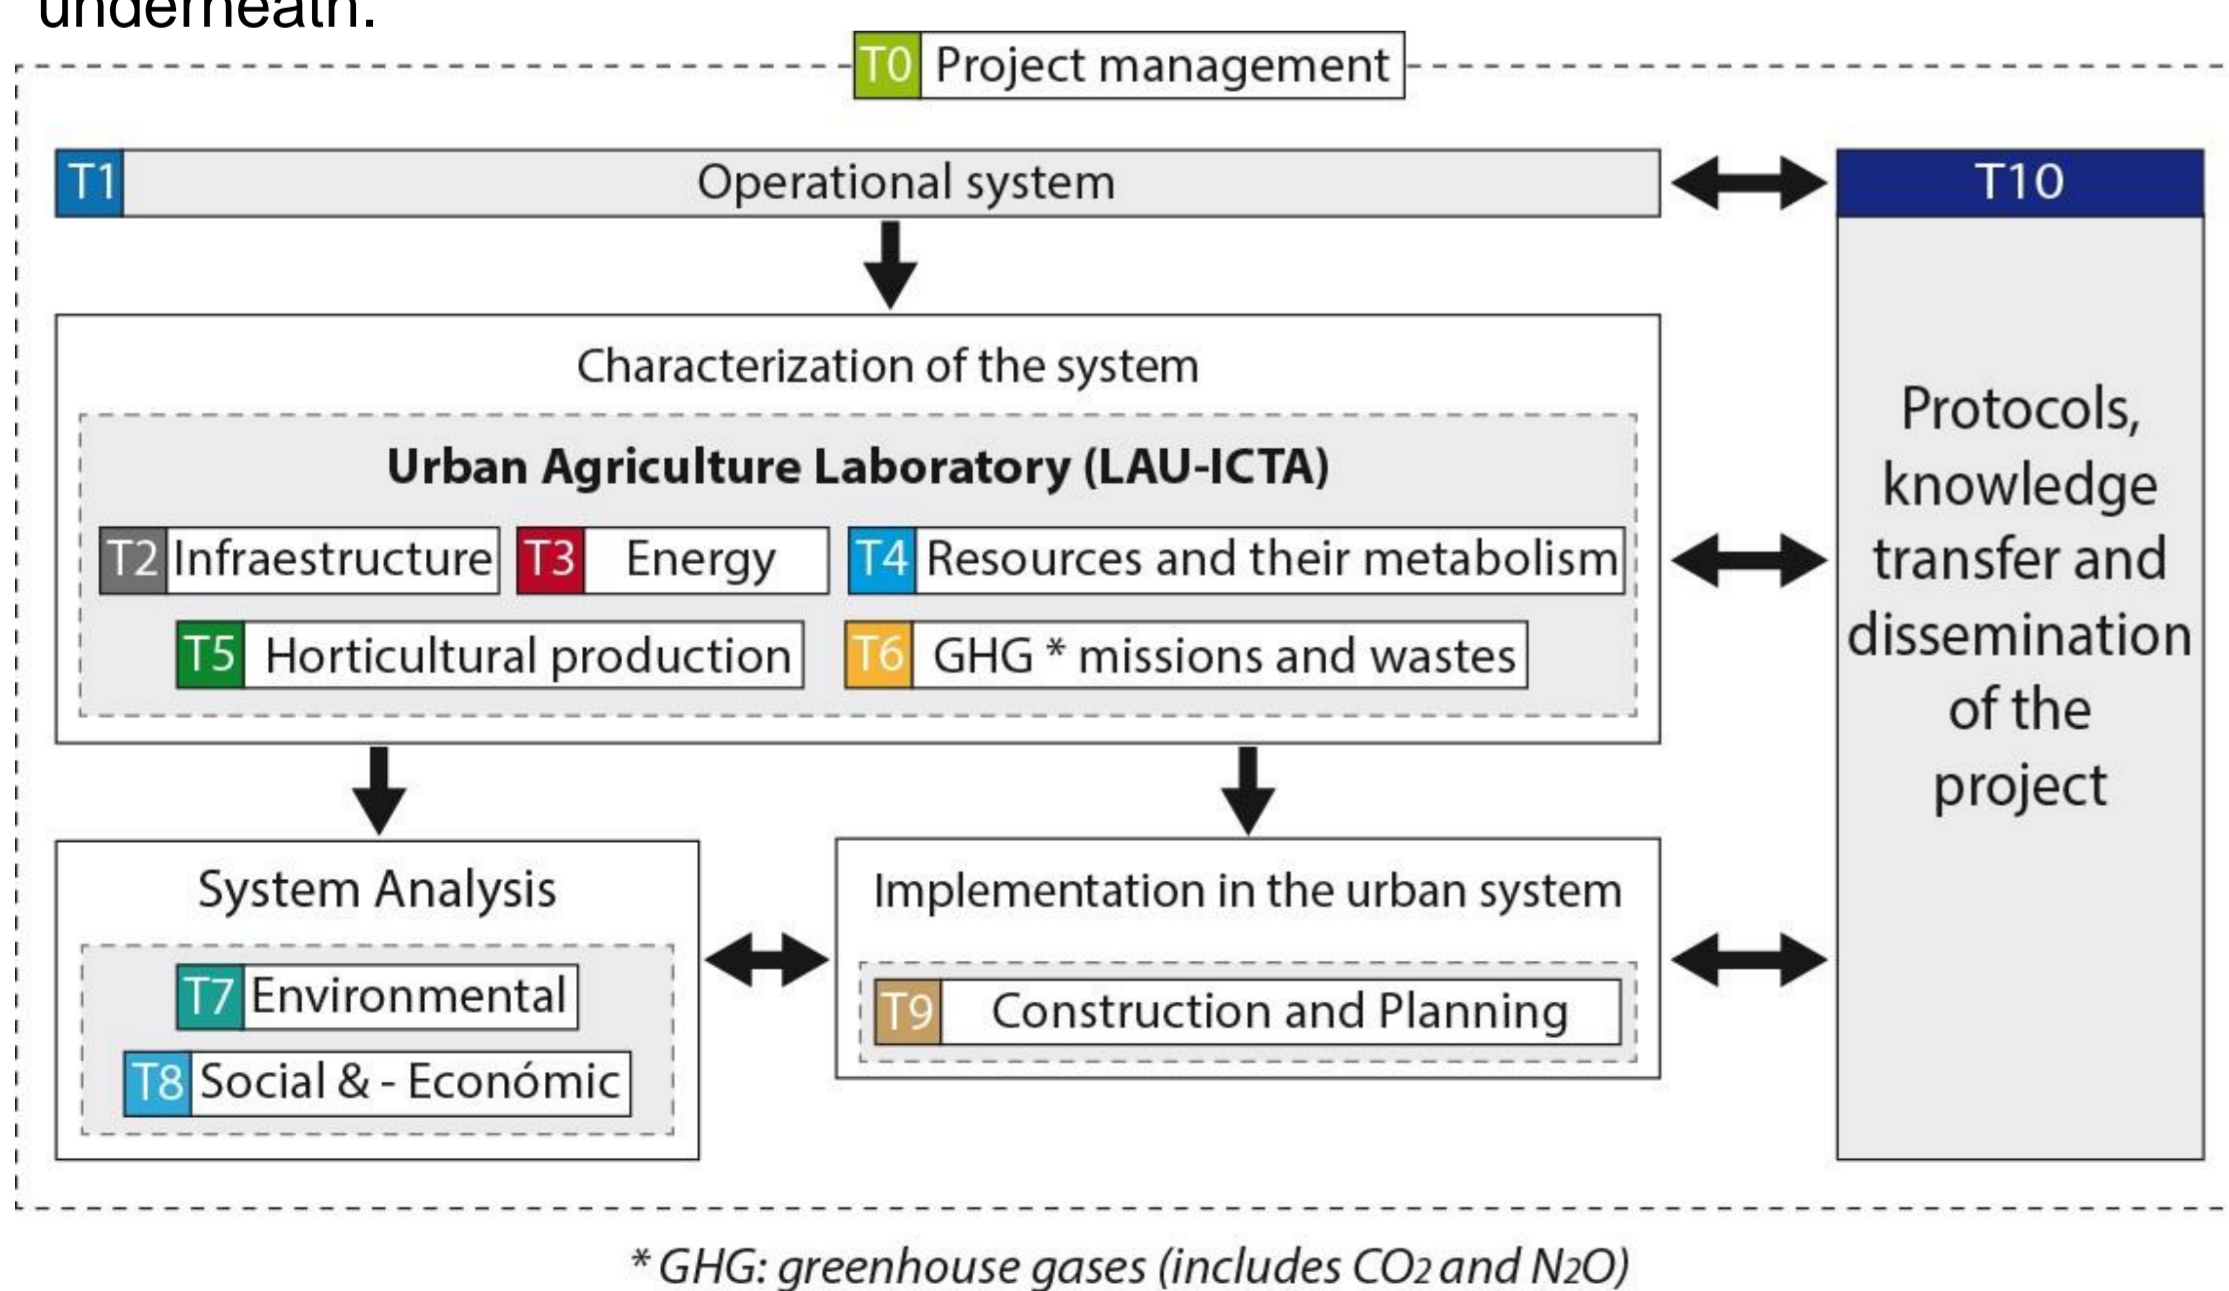 underneath.
T0 Project management
T1 Operational system
T10
Characterization of the system
Urban Agriculture Laboratory (LAU-ICTA)
T2 Infraestructure T3 Energy T4 Resources and their metabolism
T5 Horticultural production T6 GHG * missions and wastes
Protocols,
knowledge
transfer and
dissemination
of the
project
System Analysis
T7 Environmental
T8 Social & - Económic
Implementation in the urban system
T9 Construction and Planning
* GHG: greenhouse gases (includes CO2 and N2O)